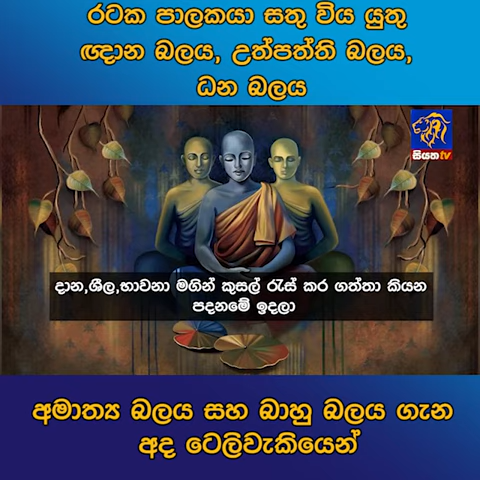 රටක පාලකයා සතු විය යුතු
ඥාන බලය, උත්පත්ති බලය,
ධන බලය
සියත tv
දාන,ශීල,භාවනා මගින් කුසල් රැස් කර ගත්තා කියන
පදනමේ ඉදලා
අමාත්‍ය බලය සහ බාහු බලය ගැන
අද ටෙලිවැකියෙන්